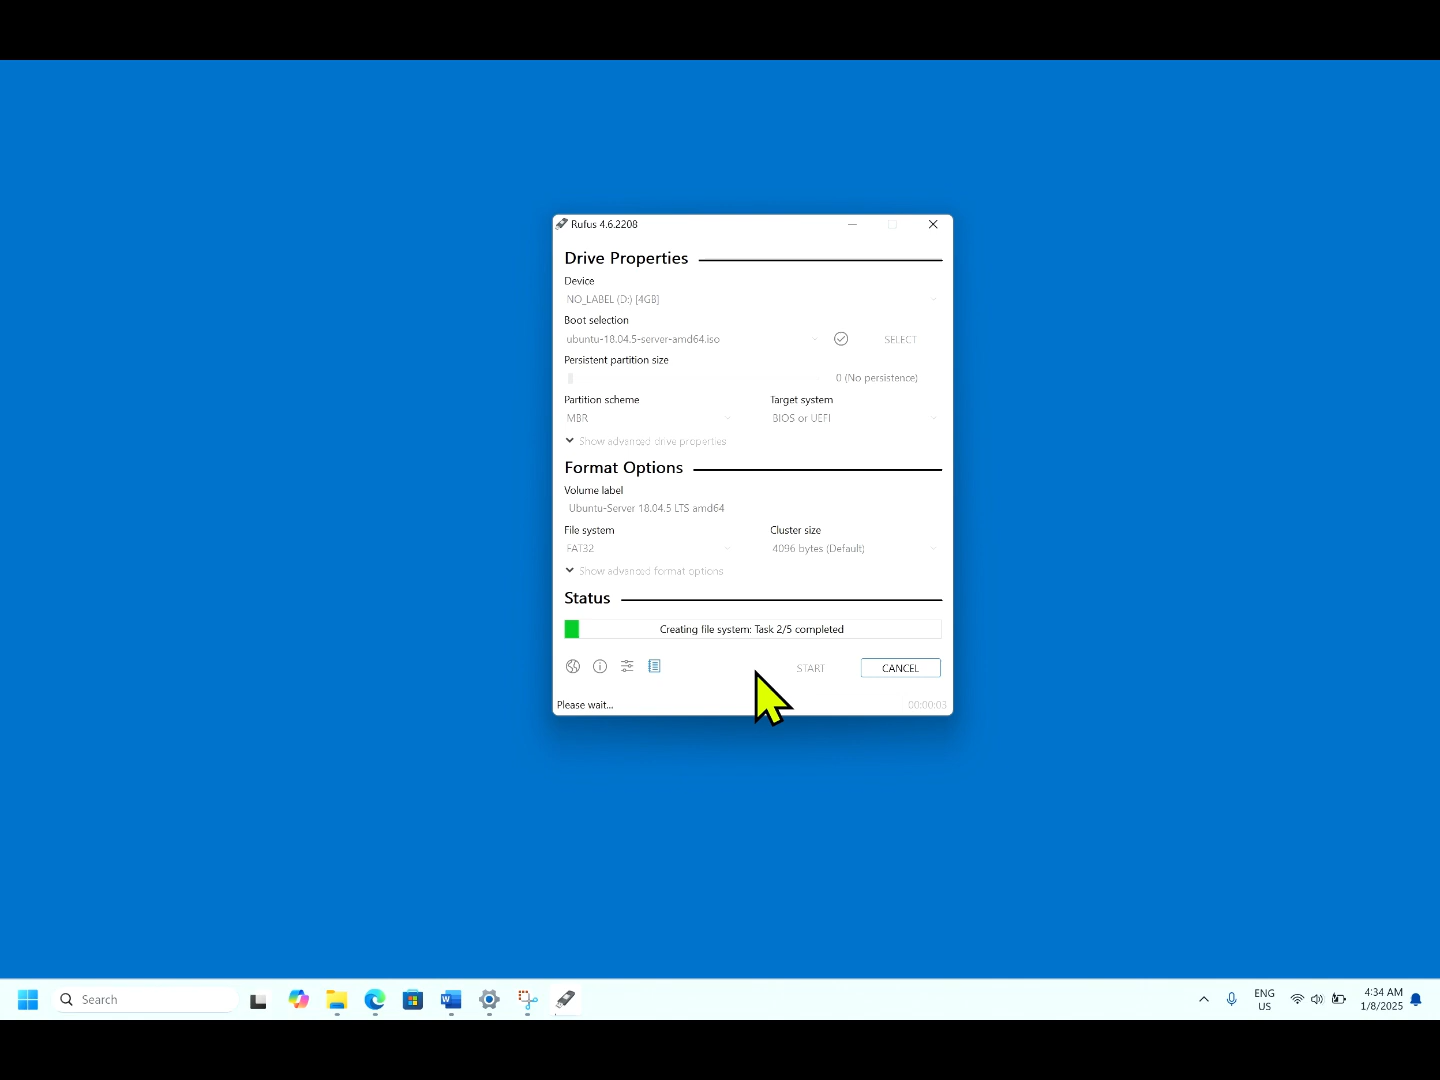 Rufus 4.6.2208
Drive Properties
Device
NO_LABEL (D:) [4GB]
Boot selection
ubuntu-18.04.5-server-amd64.iso
SELECT
Persistent partition size
0 (No persistence)
Partition scheme
Target system
MBR
BIOS or UEFI
Show advanced drive properties
Format Options
Volume label
Ubuntu-Server 18.04.5 LTS amd64
File system
Cluster size
FAT32
4096 bytes (Default)
Show advanced format options
Status
Creating file system: Task 2/5 completed
START
CANCEL
Please wait...
00:00:03
Search
W
ENG
US
4:34 AM
1/8/2025